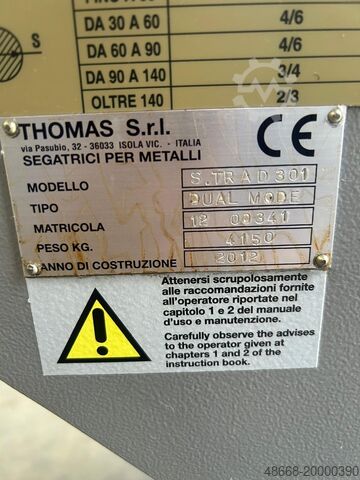 DA 30 A 60 4/6
S DA 60 A 90 4/6
DA 90 A 140 3/4
OLTRE 140 2/3
THOMAS S.r.l. CE
via Pasubio, 32 - 36033 ISOLA VIC. - ITALIA
SEGATRICI PER METALLI
MODELLO S.TRAD301
TIPO DUAL MODE
MATRICOLA 12 00341
PESO KG. 4150
ANNO DI COSTRUZIONE 2012
Attenersi scrupolosamente
alle raccomandazioni fornite
all'operatore riportate nel
capitolo 1 e 2 del manuale
d'uso e manutenzione.
Carefully observe the advises
to the operator given at
chapters 1 and 2 of the
instruction book.
48668-20000390